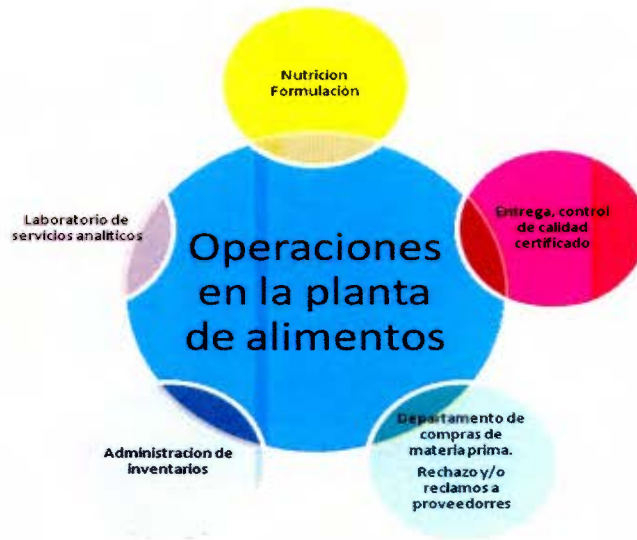 Nutricion
Formulación
Entrega, control
de calidad
certificado
Laboratorio de
servicios analíticos
Operaciones
en la planta
de alimentos
Departamento de
compras de
materia prima.
Rechazo y/o
reclamos a
proveedorres
Administracion de
inventarios